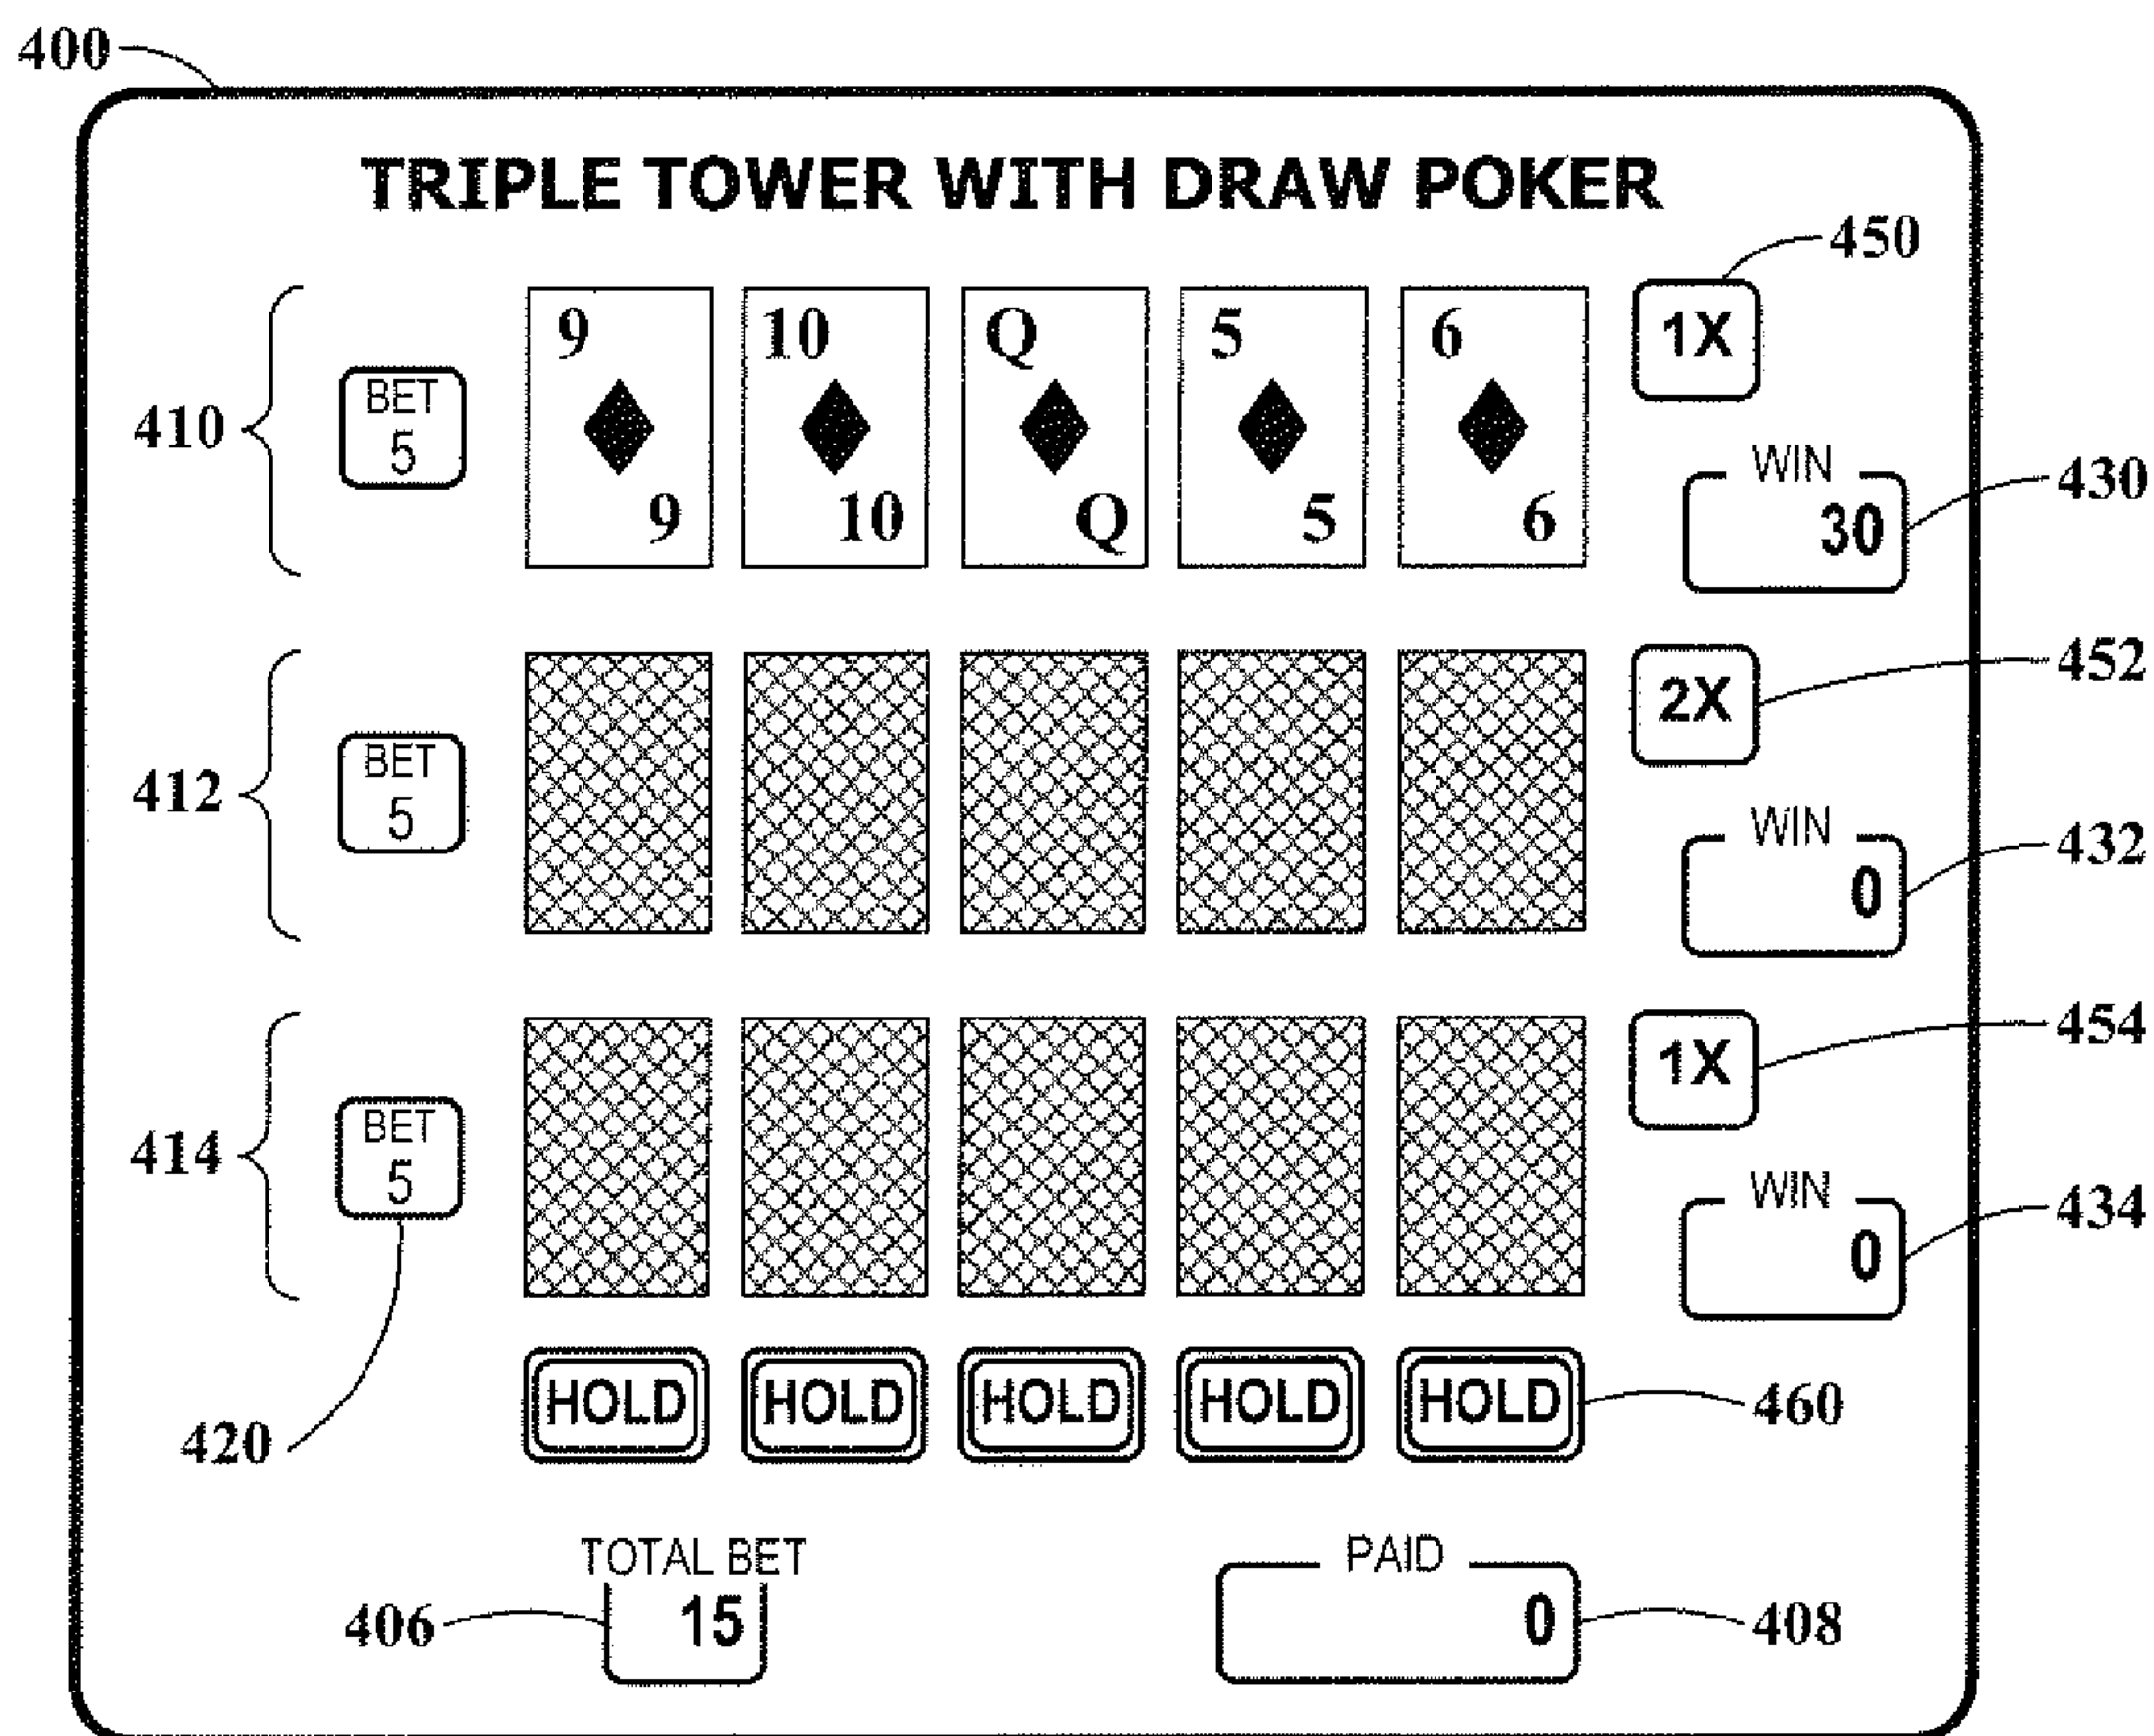 400
TRIPLE TOWER WITH DRAW POKER
450
9 10 Q 5 6 1X
410 BET 5
9 10 Q 5 6
WIN 30 430
2X 452
412 BET 5
WIN 0 432
1X 454
414 BET 5
WIN 0 434
HOLD HOLD HOLD HOLD HOLD 460
420
TOTAL BET PAID
406 15 0 408